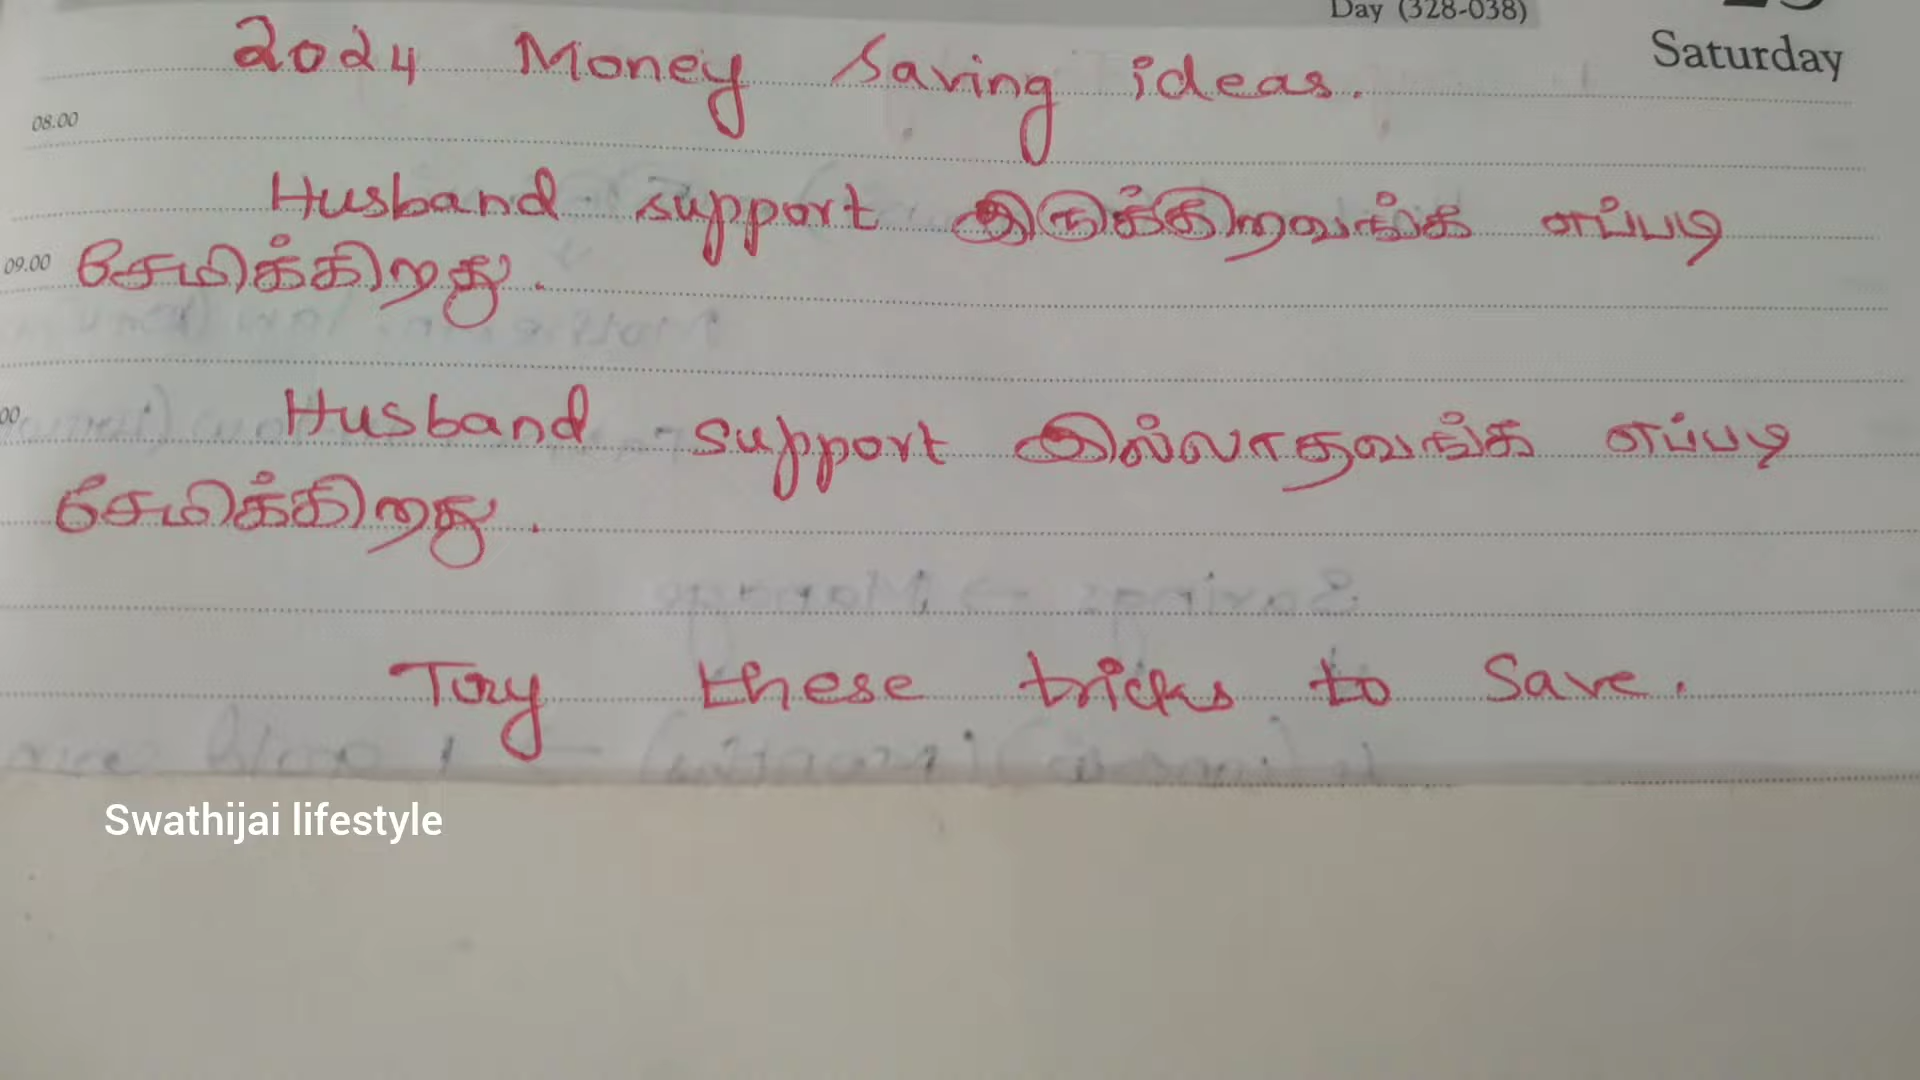 Day (328-038)
Saturday
2024 Money Saving ideas.
08.00
Husband support இருக்கிறவங்க எப்படி
09.00 சேமிக்கிறது.
00 Husband support இல்லாதவங்க எப்படி
சேமிக்கிறது.
Try these tricks to Save.
Swathijai lifestyle